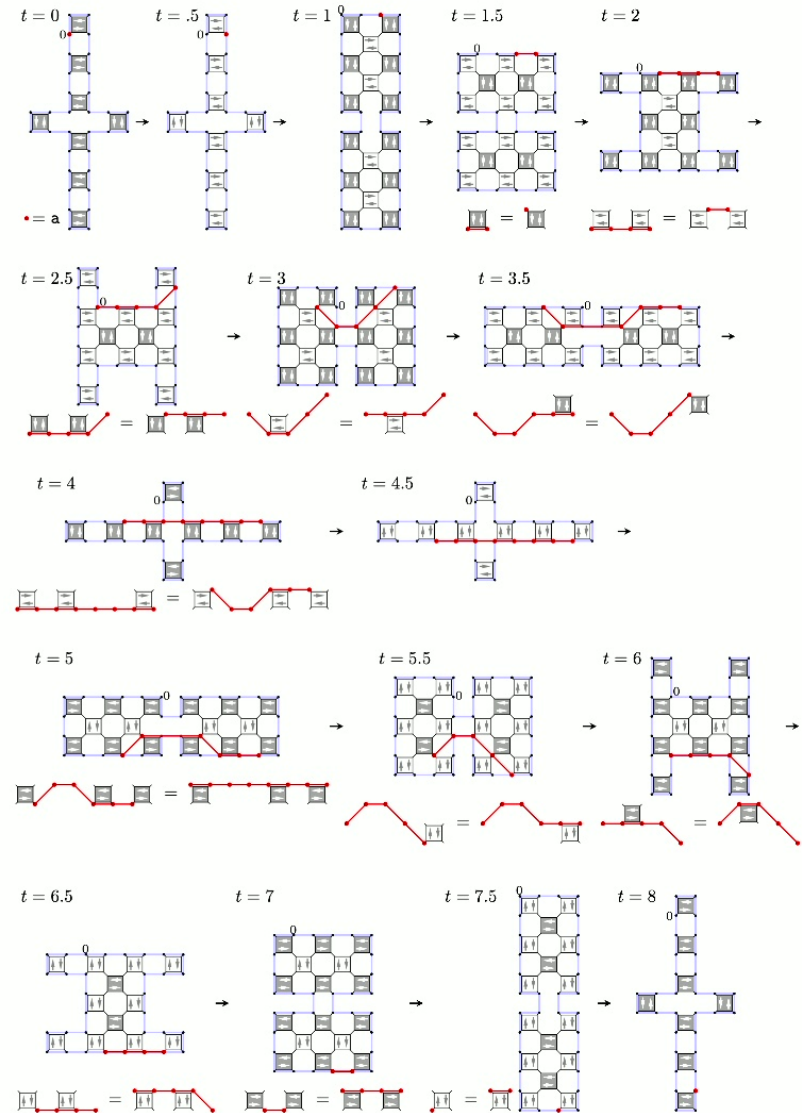 t = 0
t = .5
t = 1
t = 1.5
t = 2
0
0
0
0
0
= a
=
=
t = 2.5
t = 3
t = 3.5
0
0
0
=
=
=
t = 4
t = 4.5
0
0
=
t = 5
t = 5.5
t = 6
0
0
0
=
=
=
t = 6.5
t = 7
t = 7.5
t = 8
0
0
0
0
=
=
=